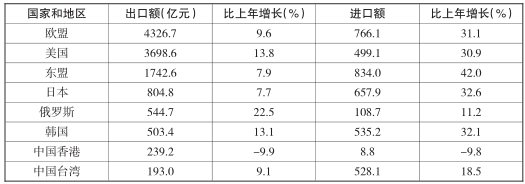 国家和地区 出口额(亿元) 比上年增长(%) 进口额 比上年增长(%)
欧盟 4326.7 9.6 766.1 31.1
美国 3698.6 13.8 499.1 30.9
东盟 1742.6 7.9 834.0 42.0
日本 804.8 7.7 657.9 32.6
俄罗斯 544.7 22.5 108.7 11.2
韩国 503.4 13.1 535.2 32.1
中国香港 239.2 -9.9 8.8 -9.8
中国台湾 193.0 9.1 528.1 18.5